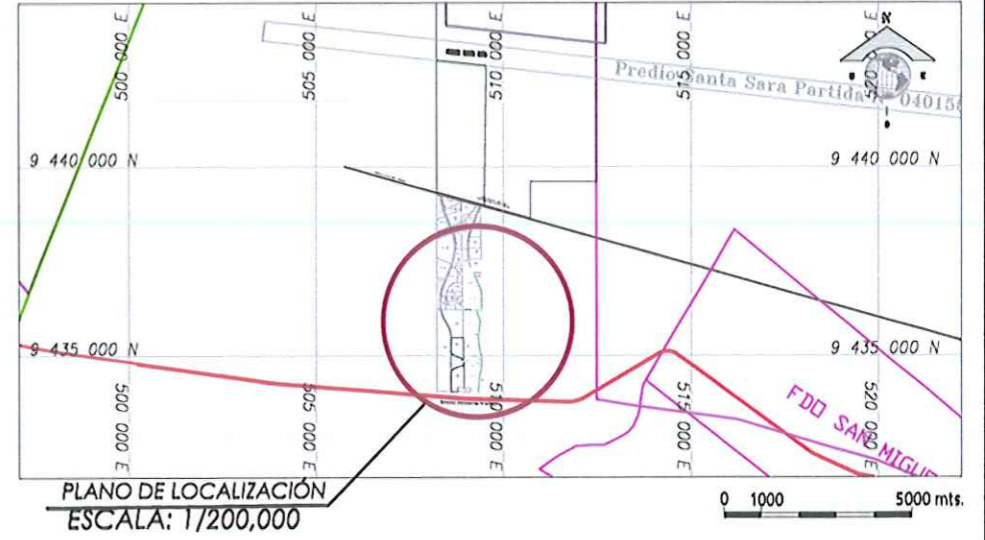 500 000 E
505 000 E
510 000 E
515 000 E
520 000 E
Predio Santa Sara Partida N° 040150
9 440 000 N
9 440 000 N
9 435 000 N
9 435 000 N
500 000 E
505 000 E
510 000 E
515 000 E
520 000 E
FDO SAN MIGUE
PLANO DE LOCALIZACIÓN
ESCALA: 1/200,000
0 1000 5000 mts.